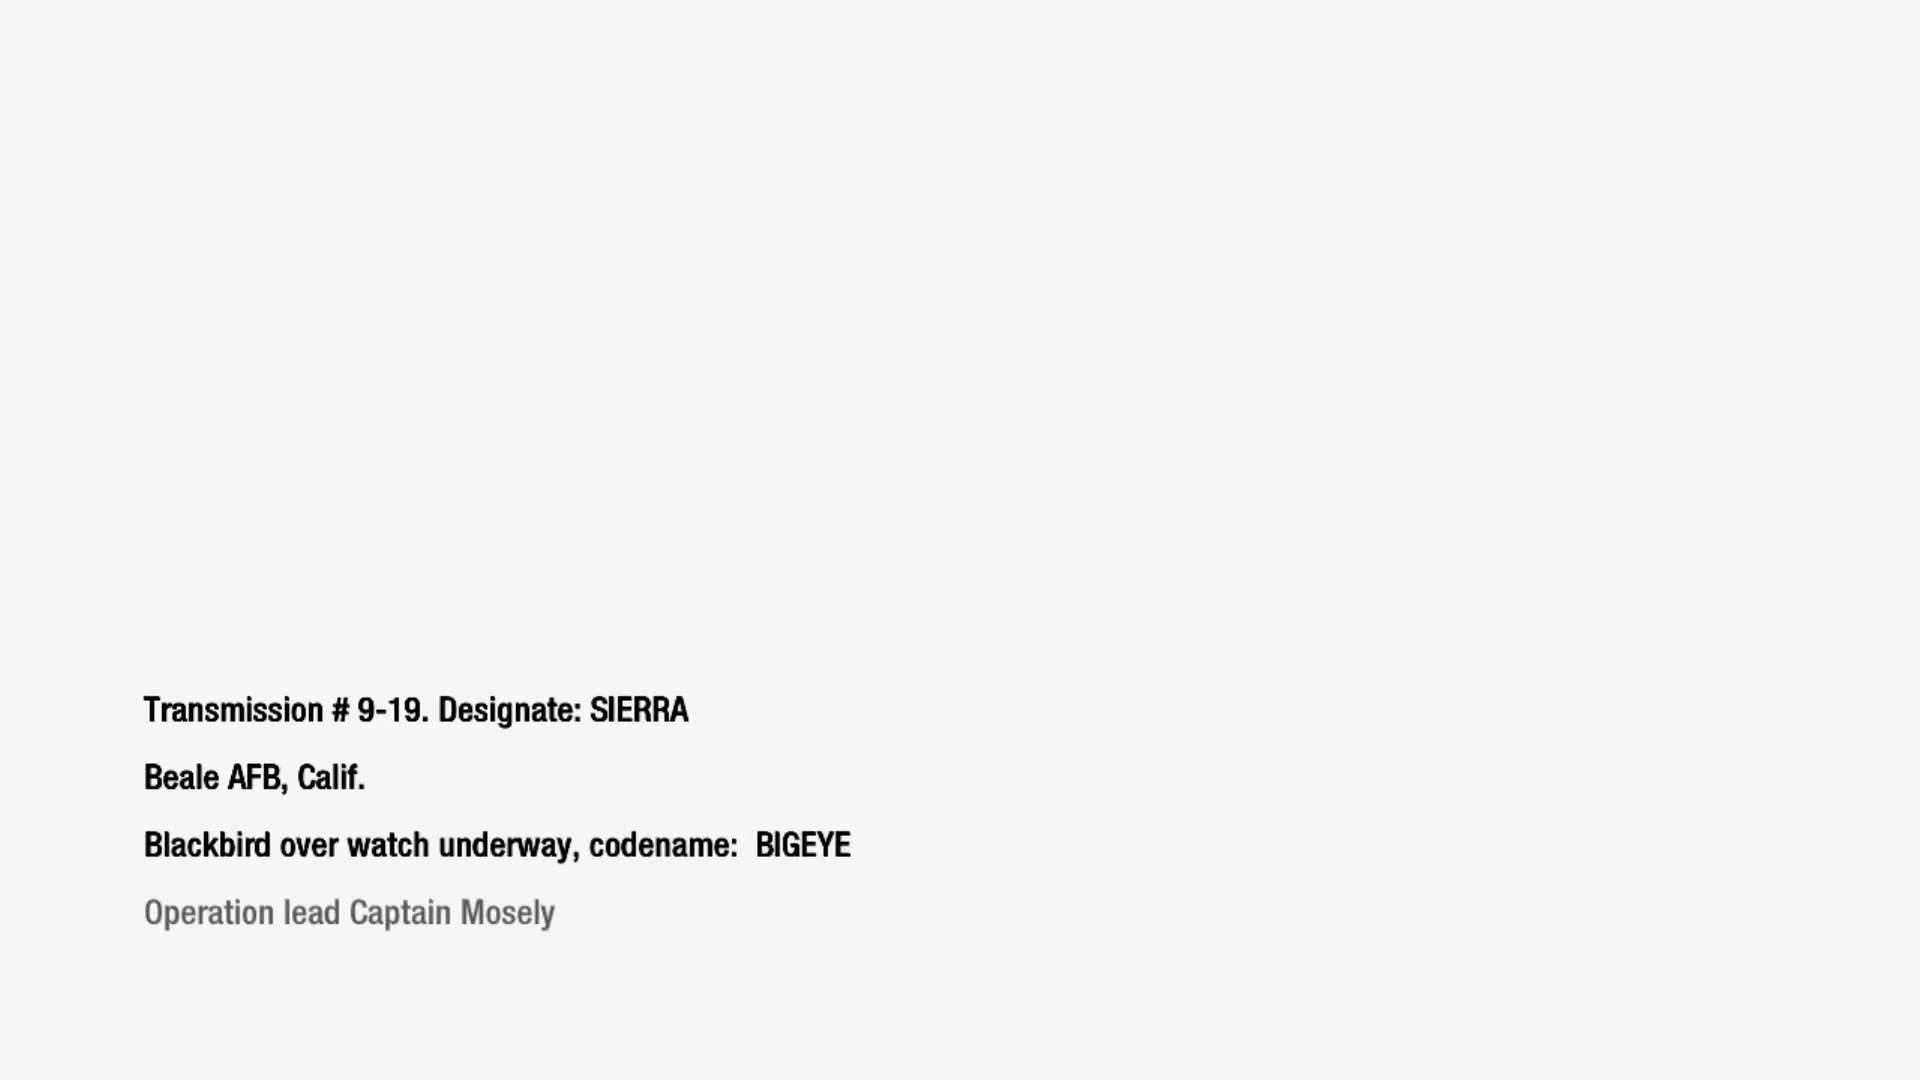 Transmission # 9-19. Designate: SIERRA
Beale AFB, Calif.
Blackbird over watch underway, codename:  BIGEYE
Operation lead Captain Mosely